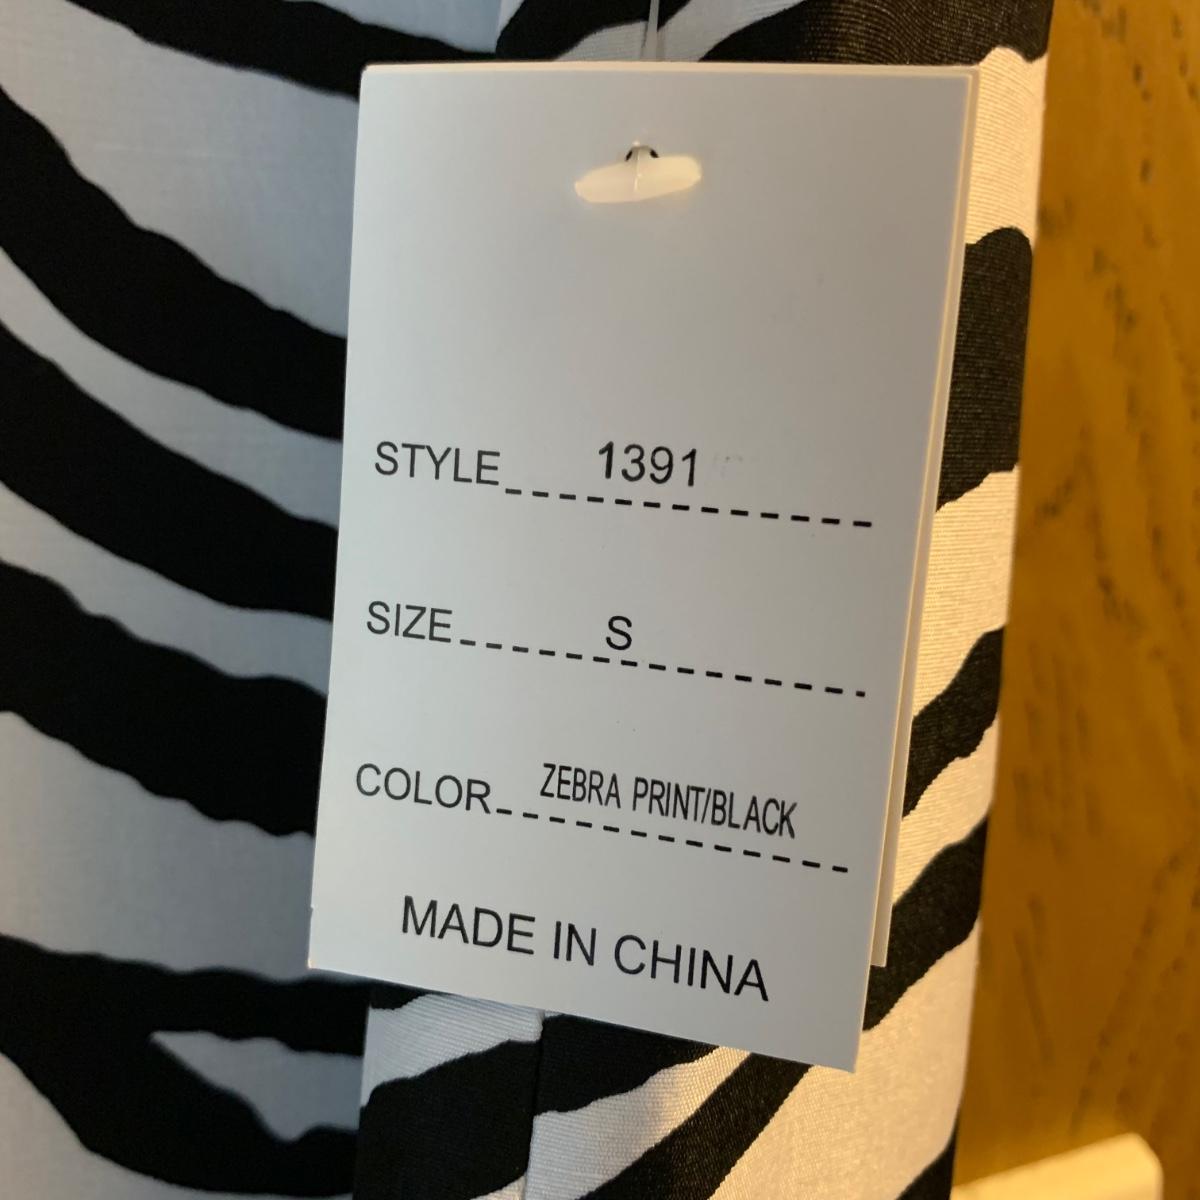 STYLE 1391
SIZE S
COLOR ZEBRA PRINT/BLACK
MADE IN CHINA